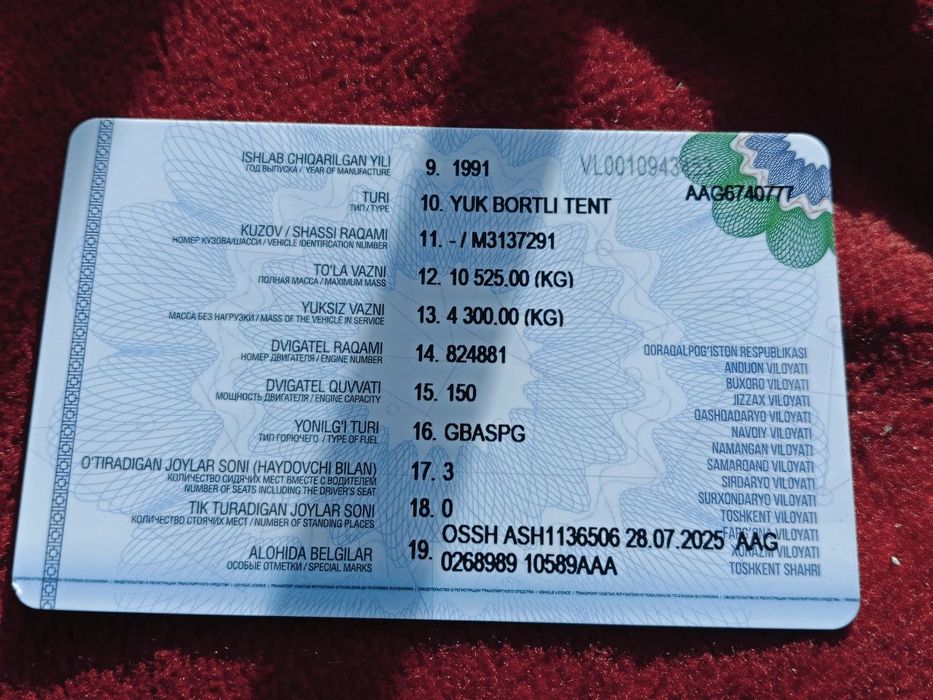 ISHLAB CHIQARILGAN YILI 9. 1991
ГОД ВЫПУСКА / YEAR OF MANUFACTURE
AAG6740777
TURI 10. YUK BORTLI TENT
ТИП / TYPE
KUZOV / SHASSI RAQAMI 11. - / M3137291
НОМЕР КУЗОВА/ШАССИ / VEHICLE IDENTIFICATION NUMBER
TO'LA VAZNI 12. 10 525.00 (KG)
ПОЛНАЯ МАССА / MAXIMUM MASS
YUKSIZ VAZNI 13. 4 300.00 (KG)
МАССА БЕЗ НАГРУЗКИ / MASS OF THE VEHICLE IN SERVICE
DVIGATEL RAQAMI 14. 824881
НОМЕР ДВИГАТЕЛЯ / ENGINE NUMBER
DVIGATEL QUVVATI 15. 150
МОЩНОСТЬ ДВИГАТЕЛЯ / ENGINE CAPACITY
YONILG'I TURI 16. GBASPG
ТИП ГОРЮЧЕГО / TYPE OF FUEL
O'TIRADIGAN JOYLAR SONI (HAYDOVCHI BILAN) 17. 3
КОЛИЧЕСТВО СИДЯЧИХ МЕСТ ВМЕСТЕ С ВОДИТЕЛЕМ
NUMBER OF SEATS INCLUDING THE DRIVER'S SEAT
TIK TURADIGAN JOYLAR SONI 18. 0
КОЛИЧЕСТВО СТОЯЧИХ МЕСТ / NUMBER OF STANDING PLACES
ALOHIDA BELGILAR 19. OSSH ASH1136506 28.07.2025 AAG
ОСОБЫЕ ОТМЕТКИ / SPECIAL MARKS
0268989 10589AAA
QORAQALPOG'ISTON RESPUBLIKASI
ANDIJON VILOYATI
BUXORO VILOYATI
JIZZAX VILOYATI
QASHQADARYO VILOYATI
NAVOIY VILOYATI
NAMANGAN VILOYATI
SAMARQAND VILOYATI
SIRDARYO VILOYATI
SURXONDARYO VILOYATI
TOSHKENT VILOYATI
FARG'ONA VILOYATI
XORAZM VILOYATI
TOSHKENT SHAHRI